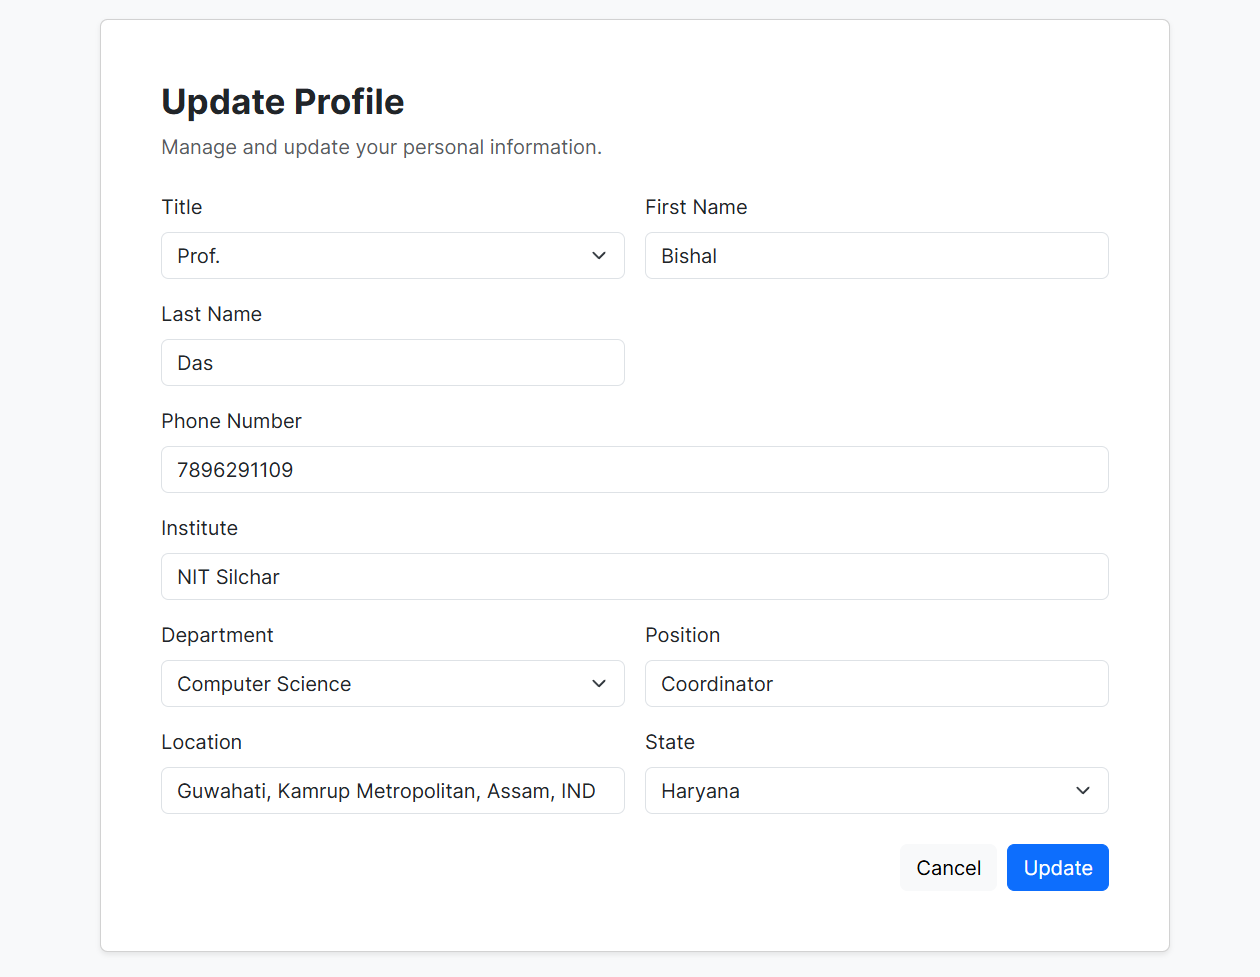 Update Profile
Manage and update your personal information.
Title
First Name
Prof.
Bishal
Last Name
Das
Phone Number
7896291109
Institute
NIT Silchar
Department
Position
Computer Science
Coordinator
Location
State
Guwahati, Kamrup Metropolitan, Assam, IND
Haryana
Cancel
Update